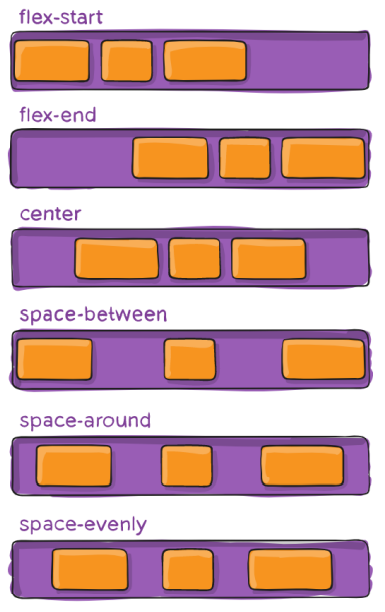 flex-start
flex-end
center
space-between
space-around
space-evenly